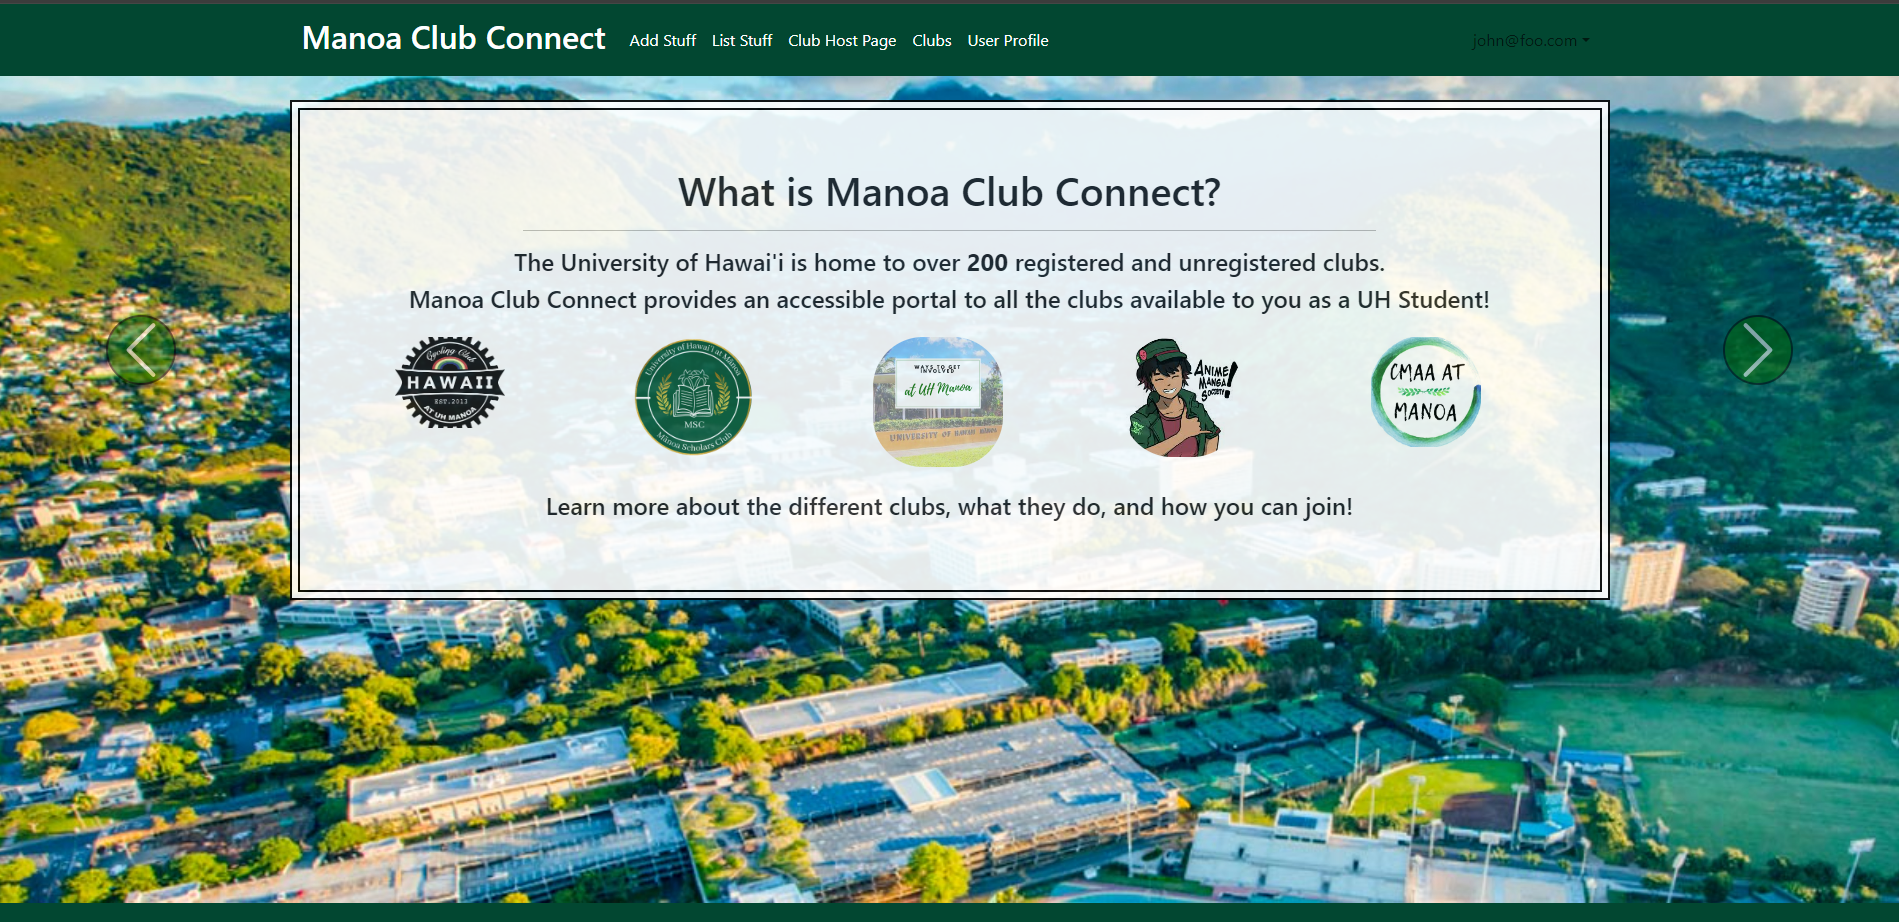 Manoa Club Connect
Add Stuff
List Stuff
Club Host Page
Clubs
User Profile
john@foo.com
What is Manoa Club Connect?
The University of Hawai'i is home to over 200 registered and unregistered clubs.
Manoa Club Connect provides an accessible portal to all the clubs available to you as a UH Student!
Cycling Club
HAWAII
EST.2013
AT UH MANOA
University of Hawai'i at Mānoa
MSC
Mānoa Scholars Club
WAYS TO GET
INVOLVED
at UH Manoa
UNIVERSITY OF HAWAII MANOA
ANIME
MANGA
SOCIETY!
CMAA AT
MANOA
Learn more about the different clubs, what they do, and how you can join!